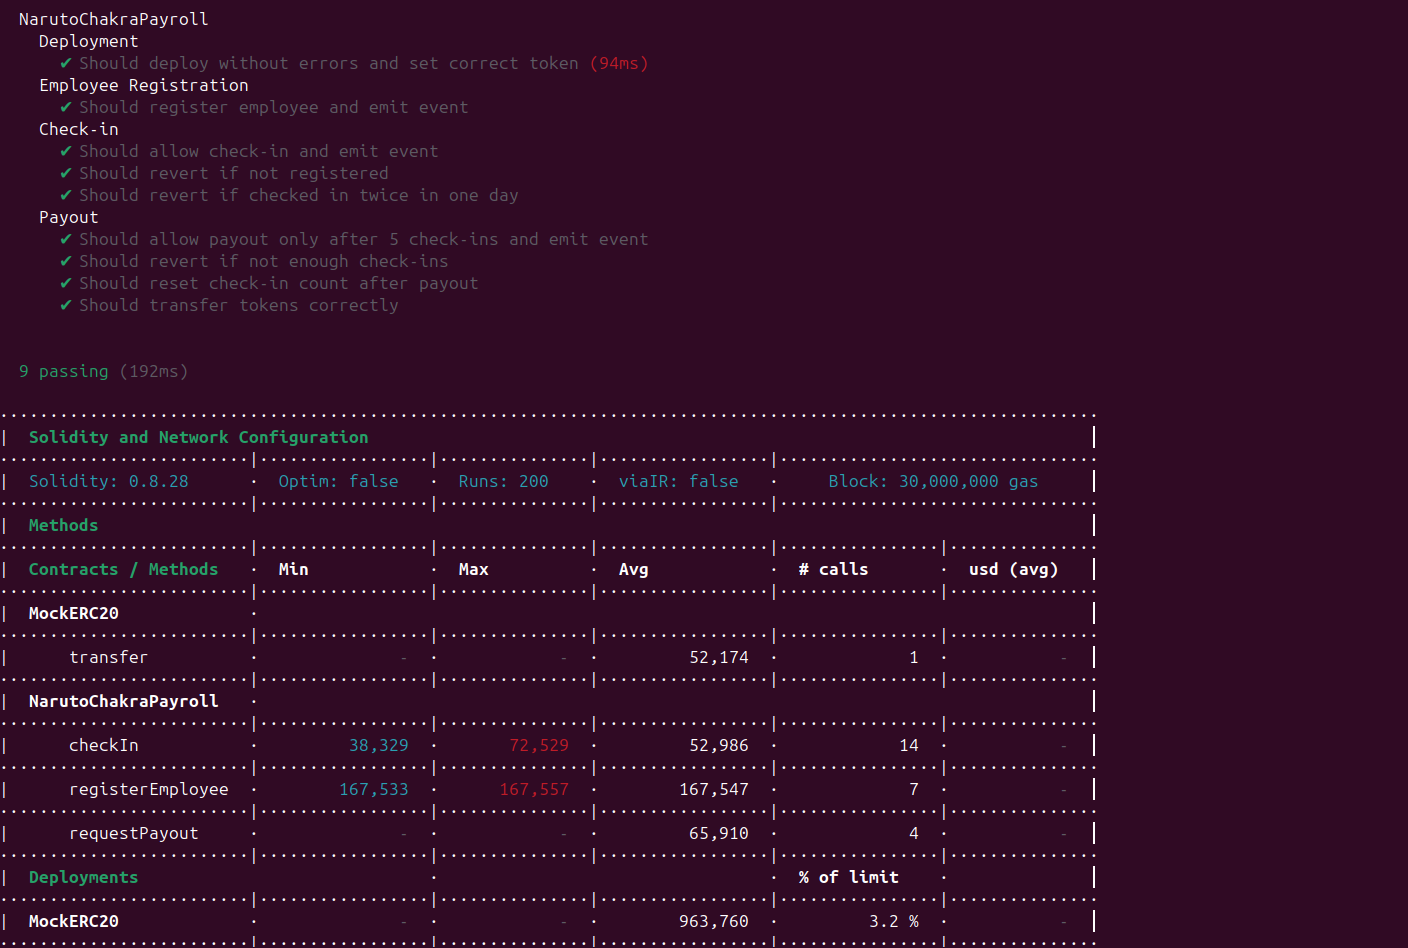 NarutoChakraPayroll
Deployment
✔ Should deploy without errors and set correct token (94ms)
Employee Registration
✔ Should register employee and emit event
Check-in
✔ Should allow check-in and emit event
✔ Should revert if not registered
✔ Should revert if checked in twice in one day
Payout
✔ Should allow payout only after 5 check-ins and emit event
✔ Should revert if not enough check-ins
✔ Should reset check-in count after payout
✔ Should transfer tokens correctly
9 passing (192ms)
| Solidity and Network Configuration |
| Solidity: 0.8.28 · Optim: false · Runs: 200 · viaIR: false · Block: 30,000,000 gas |
| Methods |
| Contracts / Methods · Min · Max · Avg · # calls · usd (avg) |
| MockERC20 · |
| transfer · - · - · 52,174 · 1 · - |
| NarutoChakraPayroll · |
| checkIn · 38,329 · 72,529 · 52,986 · 14 · - |
| registerEmployee · 167,533 · 167,557 · 167,547 · 7 · - |
| requestPayout · - · - · 65,910 · 4 · - |
| Deployments · · % of limit · |
| MockERC20 · - · - · 963,760 · 3.2 % · - |